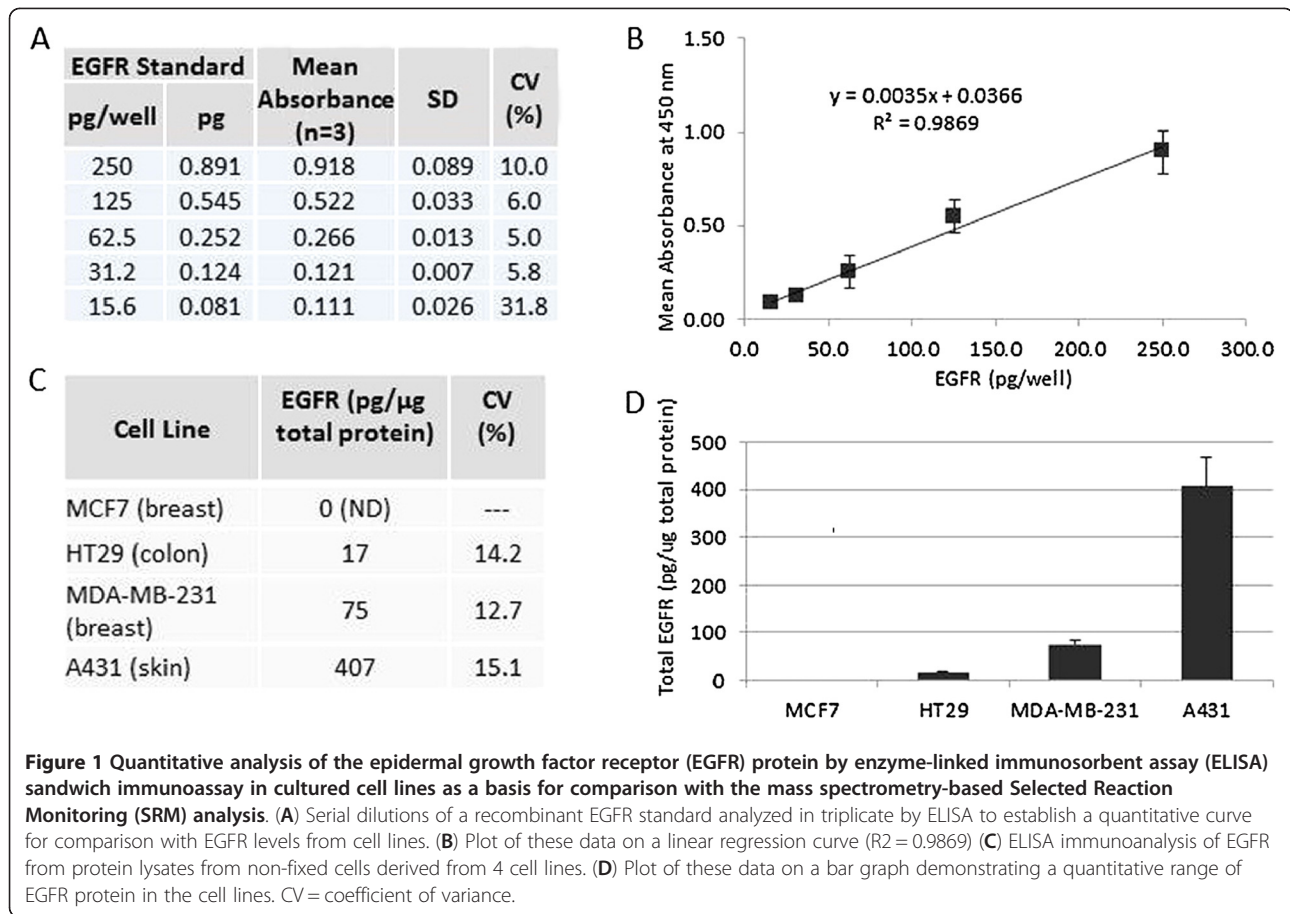 A
EGFR Standard Mean Absorbance (n=3) SD CV (%)
pg/well pg
250 0.891 0.918 0.089 10.0
125 0.545 0.522 0.033 6.0
62.5 0.252 0.266 0.013 5.0
31.2 0.124 0.121 0.007 5.8
15.6 0.081 0.111 0.026 31.8
B
Mean Absorbance at 450 nm
1.50
1.00
0.50
0.00
y = 0.0035x + 0.0366
R² = 0.9869
0.0 50.0 100.0 150.0 200.0 250.0 300.0
EGFR (pg/well)
C
Cell Line EGFR (pg/µg total protein) CV (%)
MCF7 (breast) 0 (ND) ---
HT29 (colon) 17 14.2
MDA-MB-231 (breast) 75 12.7
A431 (skin) 407 15.1
D
Total EGFR (pg/ug total protein)
500
400
300
200
100
0
MCF7 HT29 MDA-MB-231 A431
Figure 1 Quantitative analysis of the epidermal growth factor receptor (EGFR) protein by enzyme-linked immunosorbent assay (ELISA)
sandwich immunoassay in cultured cell lines as a basis for comparison with the mass spectrometry-based Selected Reaction
Monitoring (SRM) analysis. (A) Serial dilutions of a recombinant EGFR standard analyzed in triplicate by ELISA to establish a quantitative curve
for comparison with EGFR levels from cell lines. (B) Plot of these data on a linear regression curve (R2 = 0.9869) (C) ELISA immunoanalysis of EGFR
from protein lysates from non-fixed cells derived from 4 cell lines. (D) Plot of these data on a bar graph demonstrating a quantitative range of
EGFR protein in the cell lines. CV = coefficient of variance.